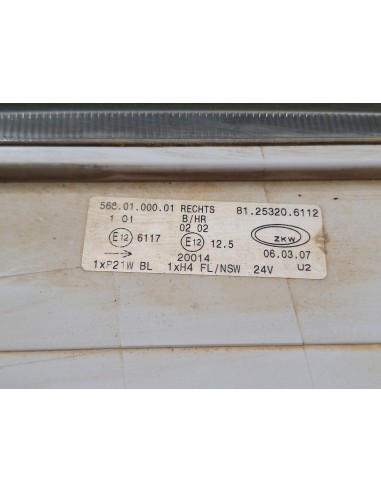 568.01.000.01 RECHTS 81.25320.6112
1 01 B/HR
02 02
E12 6117 E12 12.5 ZKW
→ 20014 06.03.07
1xP21W BL 1xH4 FL/NSW 24V U2